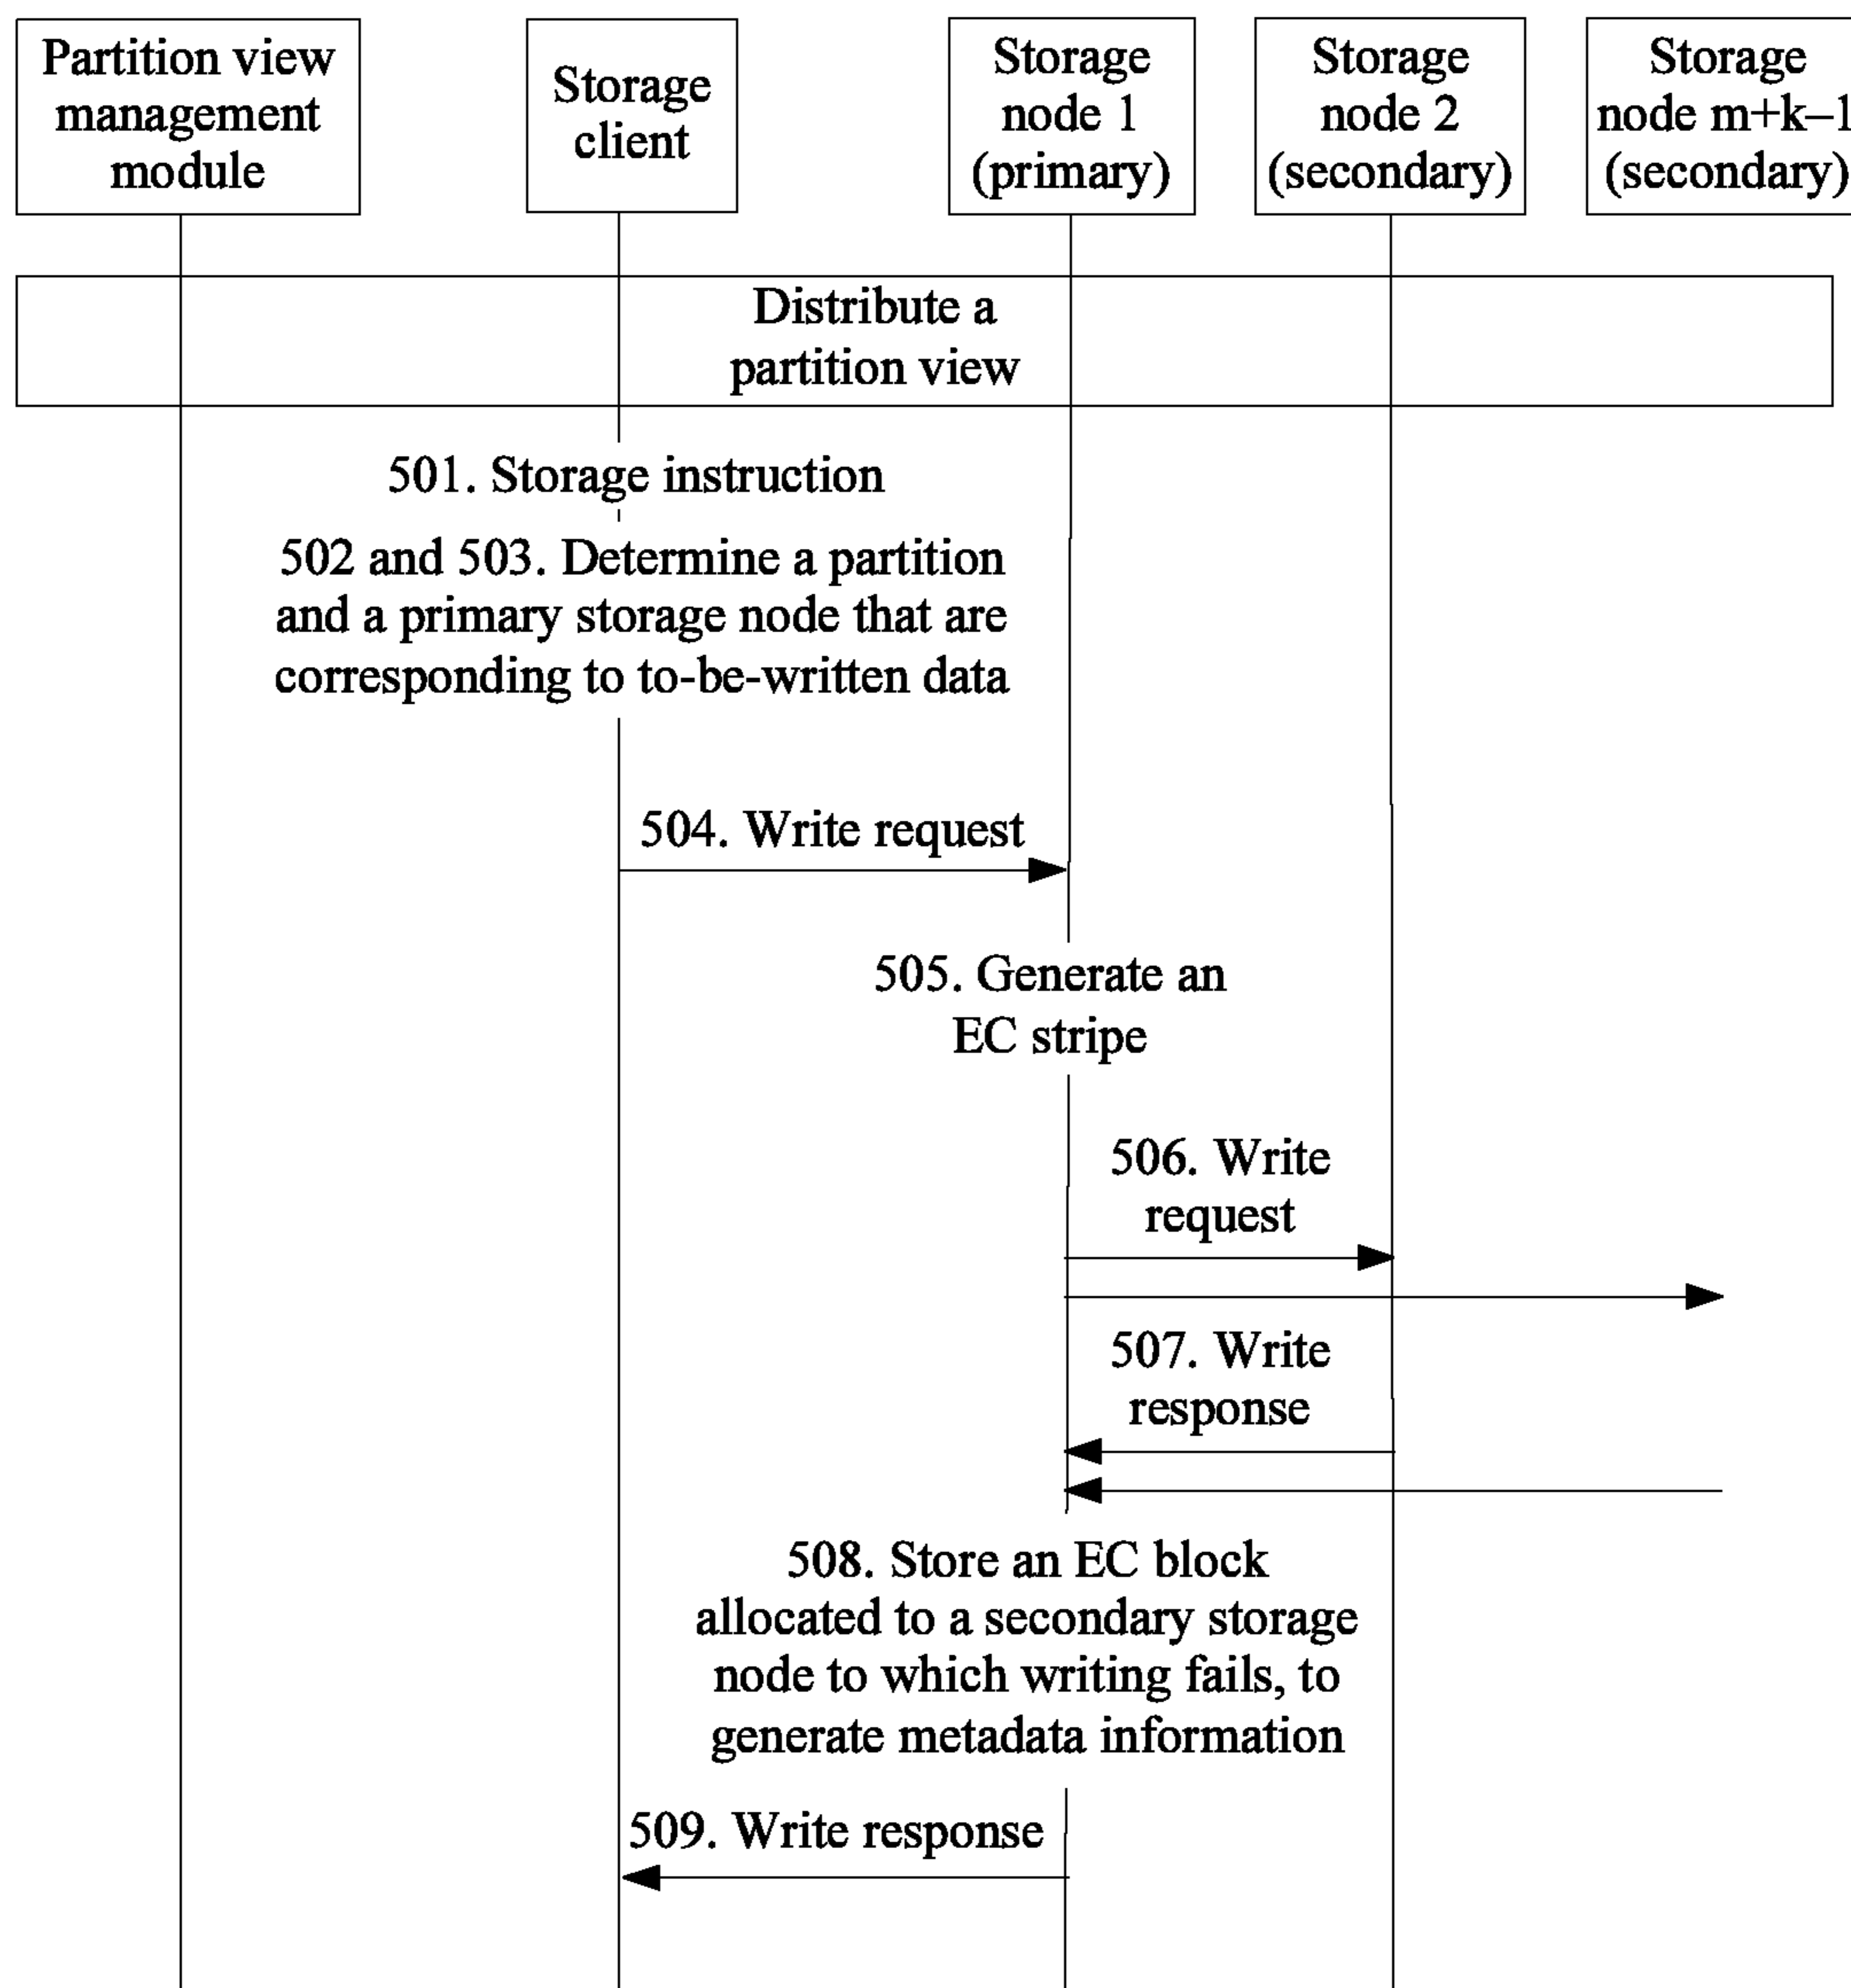 Partition view
management
module
Storage
client
Storage
node 1
(primary)
Storage
node 2
(secondary)
Storage
node m+k–1
(secondary)
Distribute a
partition view
501. Storage instruction
502 and 503. Determine a partition
and a primary storage node that are
corresponding to to-be-written data
504. Write request
505. Generate an
EC stripe
506. Write
request
507. Write
response
508. Store an EC block
allocated to a secondary storage
node to which writing fails, to
generate metadata information
509. Write response